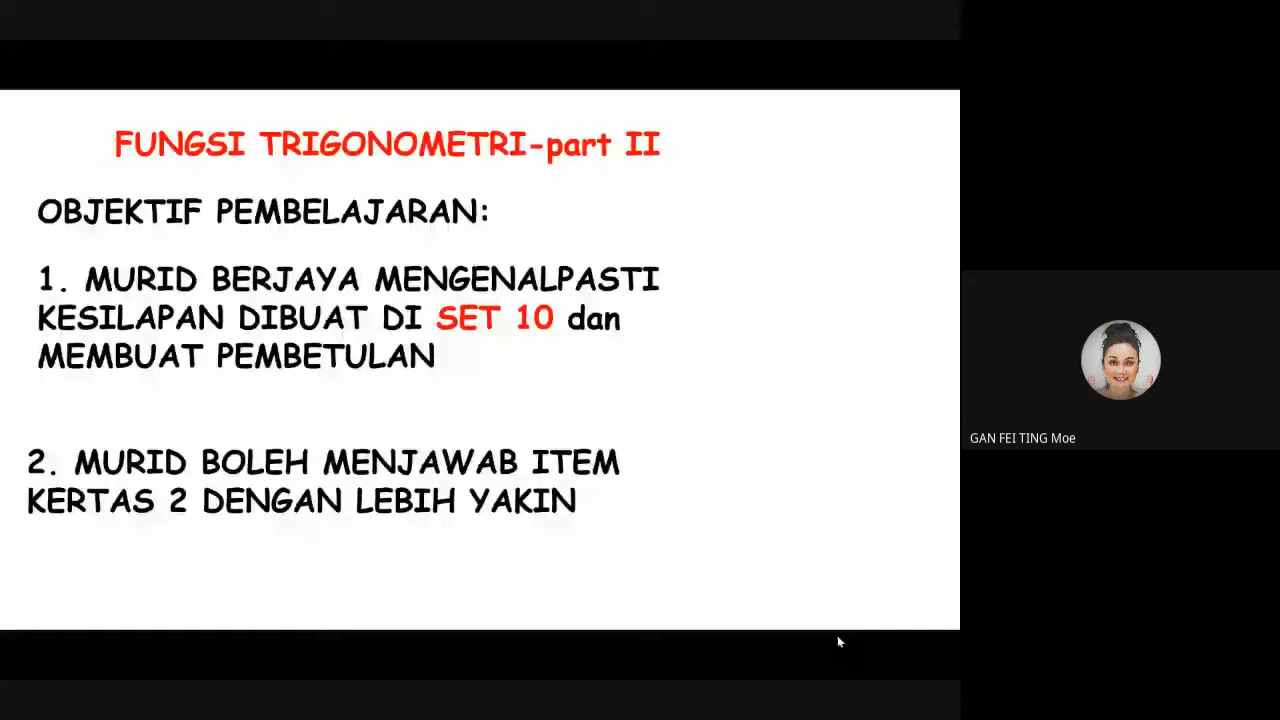 FUNGSI TRIGONOMETRI-part II
OBJEKTIF PEMBELAJARAN:
1. MURID BERJAYA MENGENALPASTI
KESILAPAN DIBUAT DI SET 10 dan
MEMBUAT PEMBETULAN
2. MURID BOLEH MENJAWAB ITEM
KERTAS 2 DENGAN LEBIH YAKIN
GAN FEI TING Moe